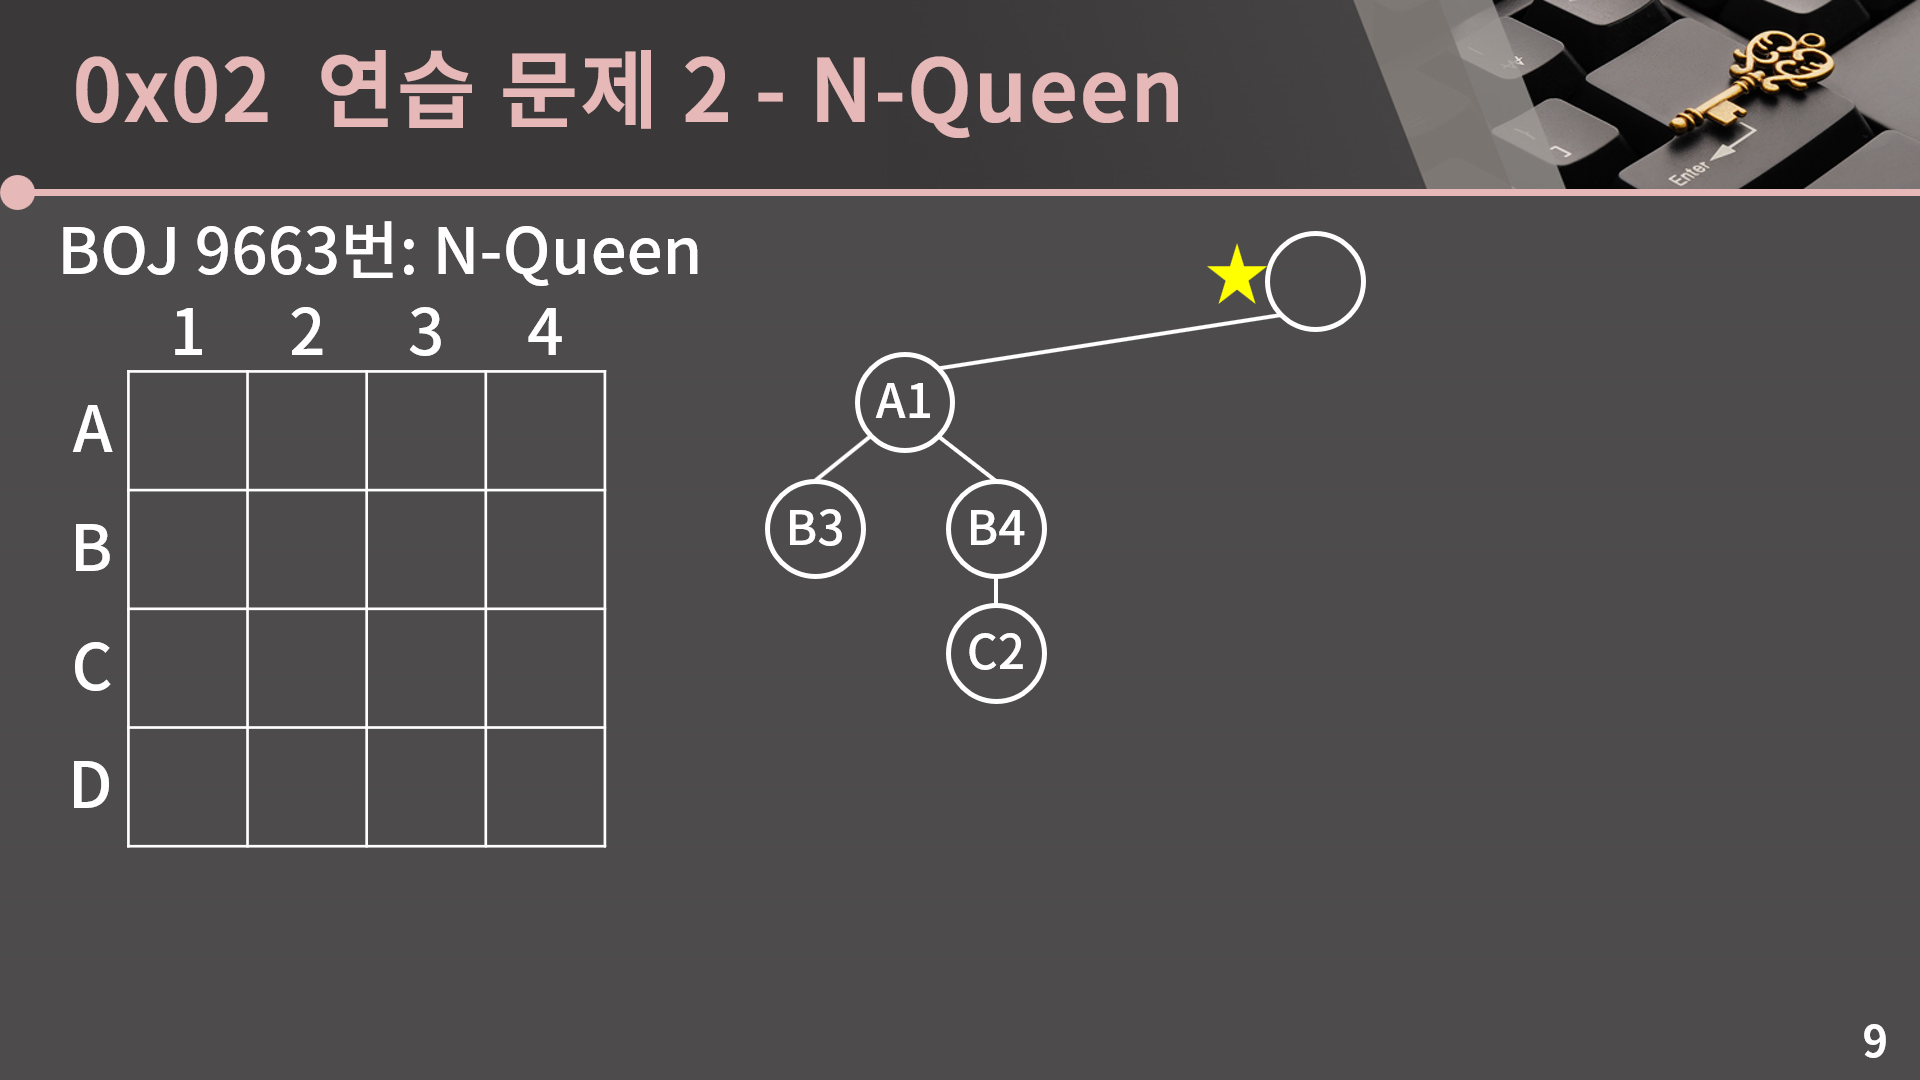 0x02 연습 문제 2 - N-Queen
BOJ 9663번: N-Queen
1 2 3 4
A
B
C
D
A1
B3 B4
C2
Enter
9